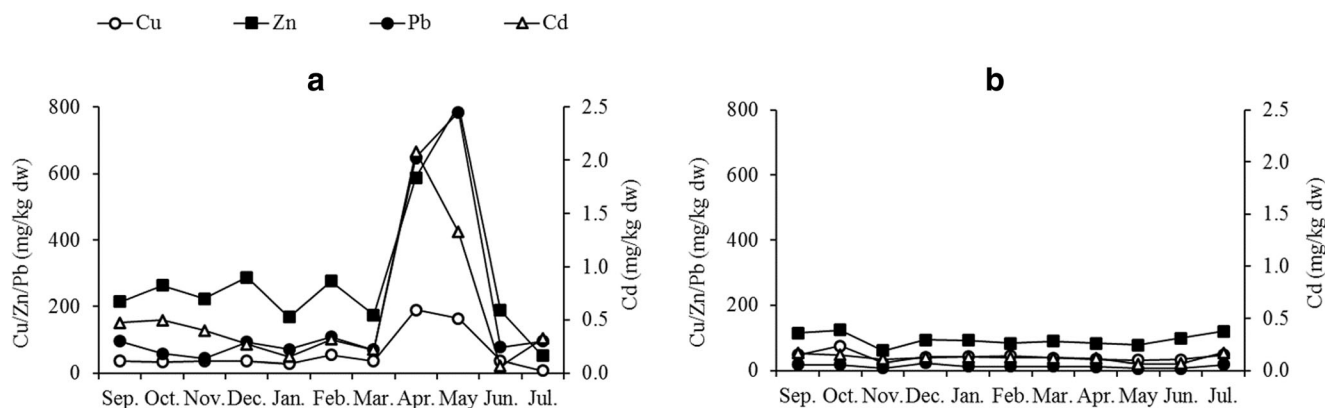 Cu Zn Pb Cd
a
800
600
400
200
0
Cu/Zn/Pb (mg/kg dw)
2.5
2.0
1.5
1.0
0.5
0.0
Cd (mg/kg dw)
Sep. Oct. Nov. Dec. Jan. Feb. Mar. Apr. May Jun. Jul.
b
800
600
400
200
0
Cu/Zn/Pb (mg/kg dw)
2.5
2.0
1.5
1.0
0.5
0.0
Cd (mg/kg dw)
Sep. Oct. Nov. Dec. Jan. Feb. Mar. Apr. May Jun. Jul.